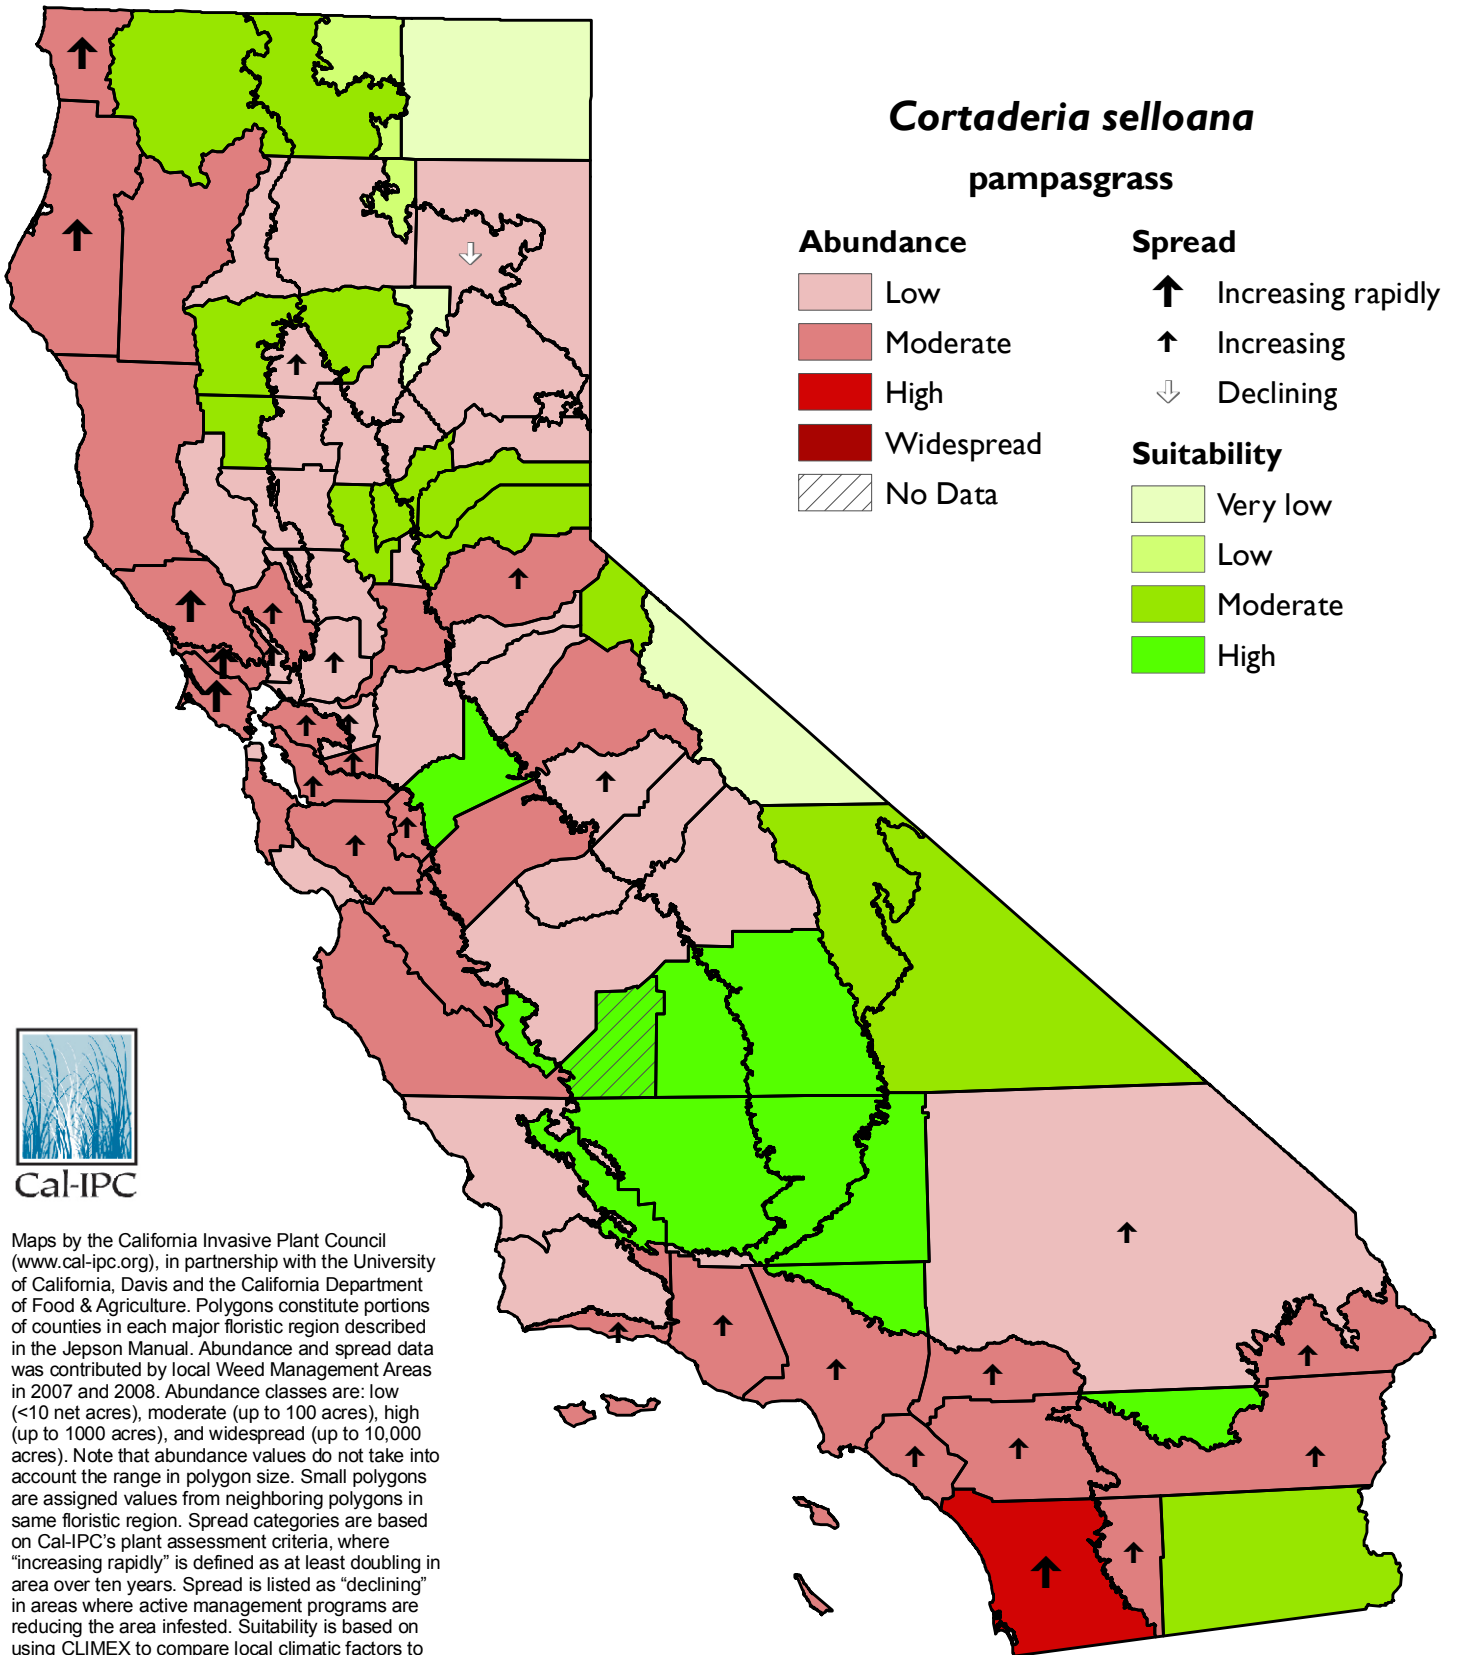 Cortaderia selloana
pampasgrass
Abundance
Low
Moderate
High
Widespread
No Data
Spread
Increasing rapidly
Increasing
Declining
Suitability
Very low
Low
Moderate
High
Cal-IPC
Maps by the California Invasive Plant Council
(www.cal-ipc.org), in partnership with the University
of California, Davis and the California Department
of Food & Agriculture. Polygons constitute portions
of counties in each major floristic region described
in the Jepson Manual. Abundance and spread data
was contributed by local Weed Management Areas
in 2007 and 2008. Abundance classes are: low
(<10 net acres), moderate (up to 100 acres), high
(up to 1000 acres), and widespread (up to 10,000
acres). Note that abundance values do not take into
account the range in polygon size. Small polygons
are assigned values from neighboring polygons in
same floristic region. Spread categories are based
on Cal-IPC's plant assessment criteria, where
“increasing rapidly” is defined as at least doubling in
area over ten years. Spread is listed as “declining”
in areas where active management programs are
reducing the area infested. Suitability is based on
using CLIMEX to compare local climatic factors to